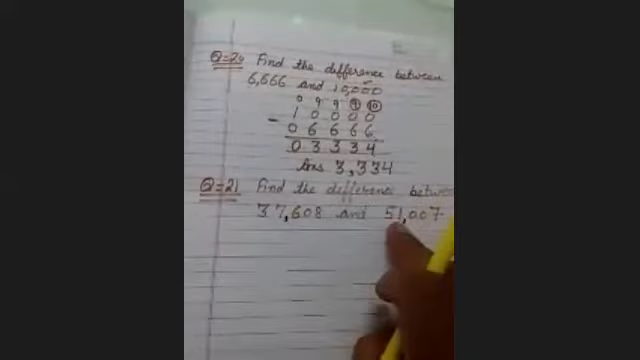 Q=20 Find the difference between
6,666 and 10,000
0 9 9 9 10
1 0 0 0 0
- 0 6 6 6 6
0 3 3 3 4
Ans 3,334
Q=21 Find the difference between
37,608 and 51,007